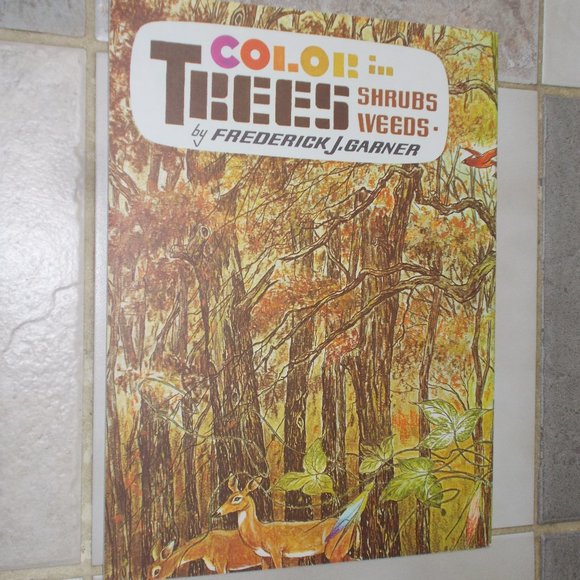 COLOR in
TREES
SHRUBS
WEEDS.
by FREDERICK J. GARNER